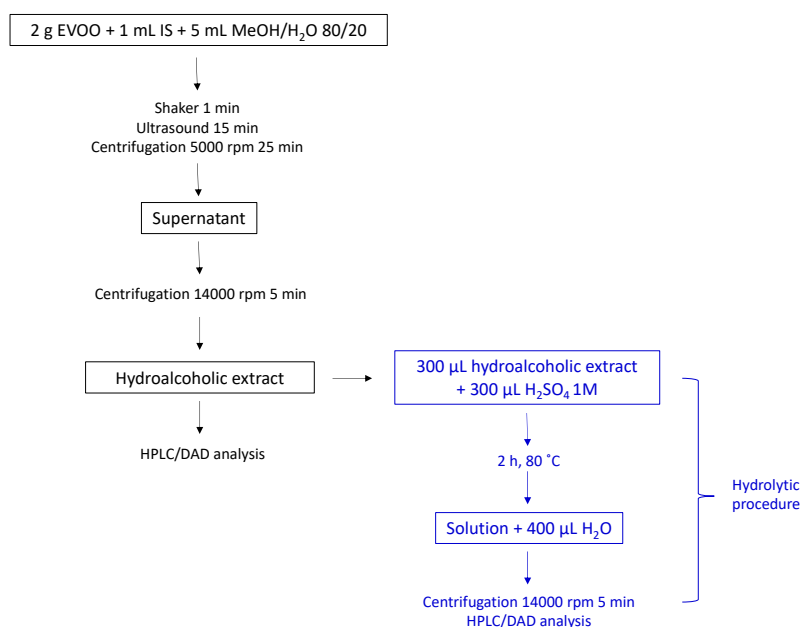 2 g EVOO + 1 mL IS + 5 mL MeOH/H₂O 80/20
Shaker 1 min
Ultrasound 15 min
Centrifugation 5000 rpm 25 min
Supernatant
Centrifugation 14000 rpm 5 min
Hydroalcoholic extract
HPLC/DAD analysis
300 µL hydroalcoholic extract
+ 300 µL H₂SO₄ 1M
2 h, 80 ˚C
Solution + 400 µL H₂O
Centrifugation 14000 rpm 5 min
HPLC/DAD analysis
Hydrolytic
procedure